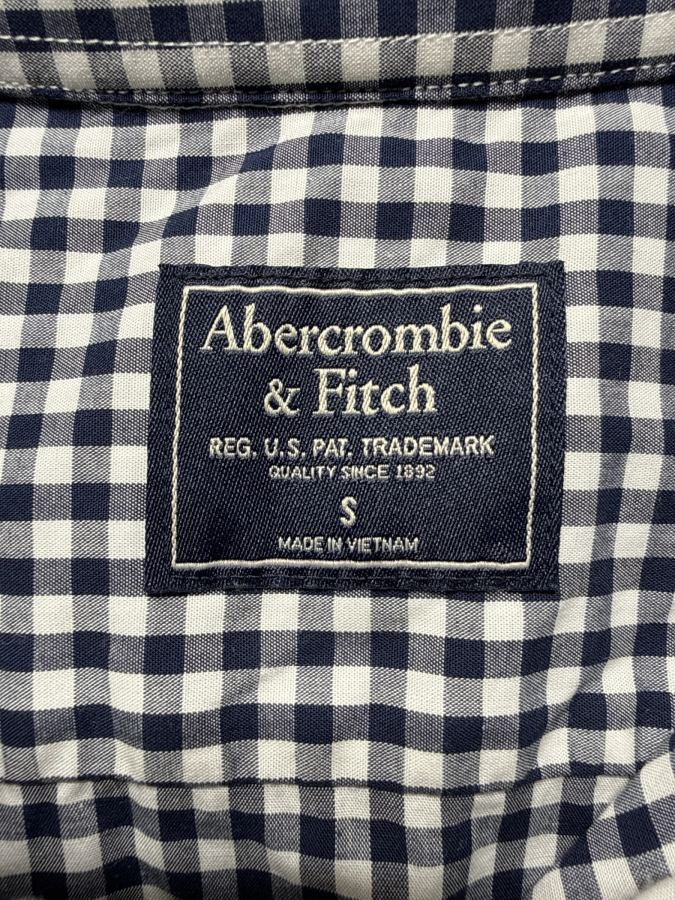 Abercrombie
& Fitch
REG. U.S. PAT. TRADEMARK
QUALITY SINCE 1892
S
MADE IN VIETNAM